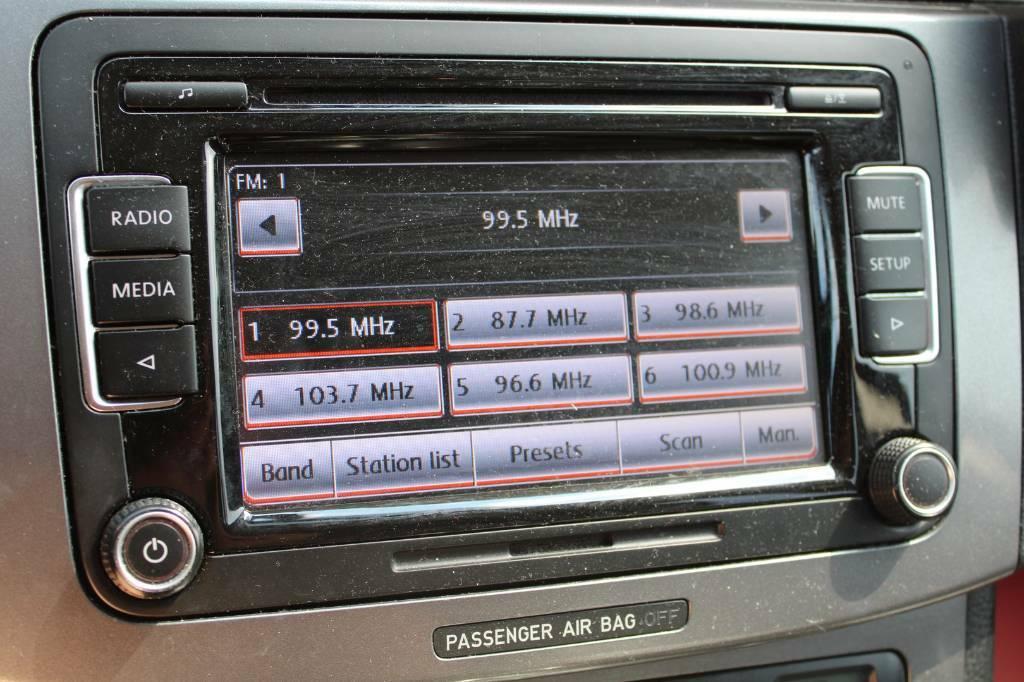 FM: 1
99.5 MHz
RADIO
MUTE
MEDIA
SETUP
1 99.5 MHz
2 87.7 MHz
3 98.6 MHz
4 103.7 MHz
5 96.6 MHz
6 100.9 MHz
Band
Station list
Presets
Scan
Man.
PASSENGER AIR BAG OFF